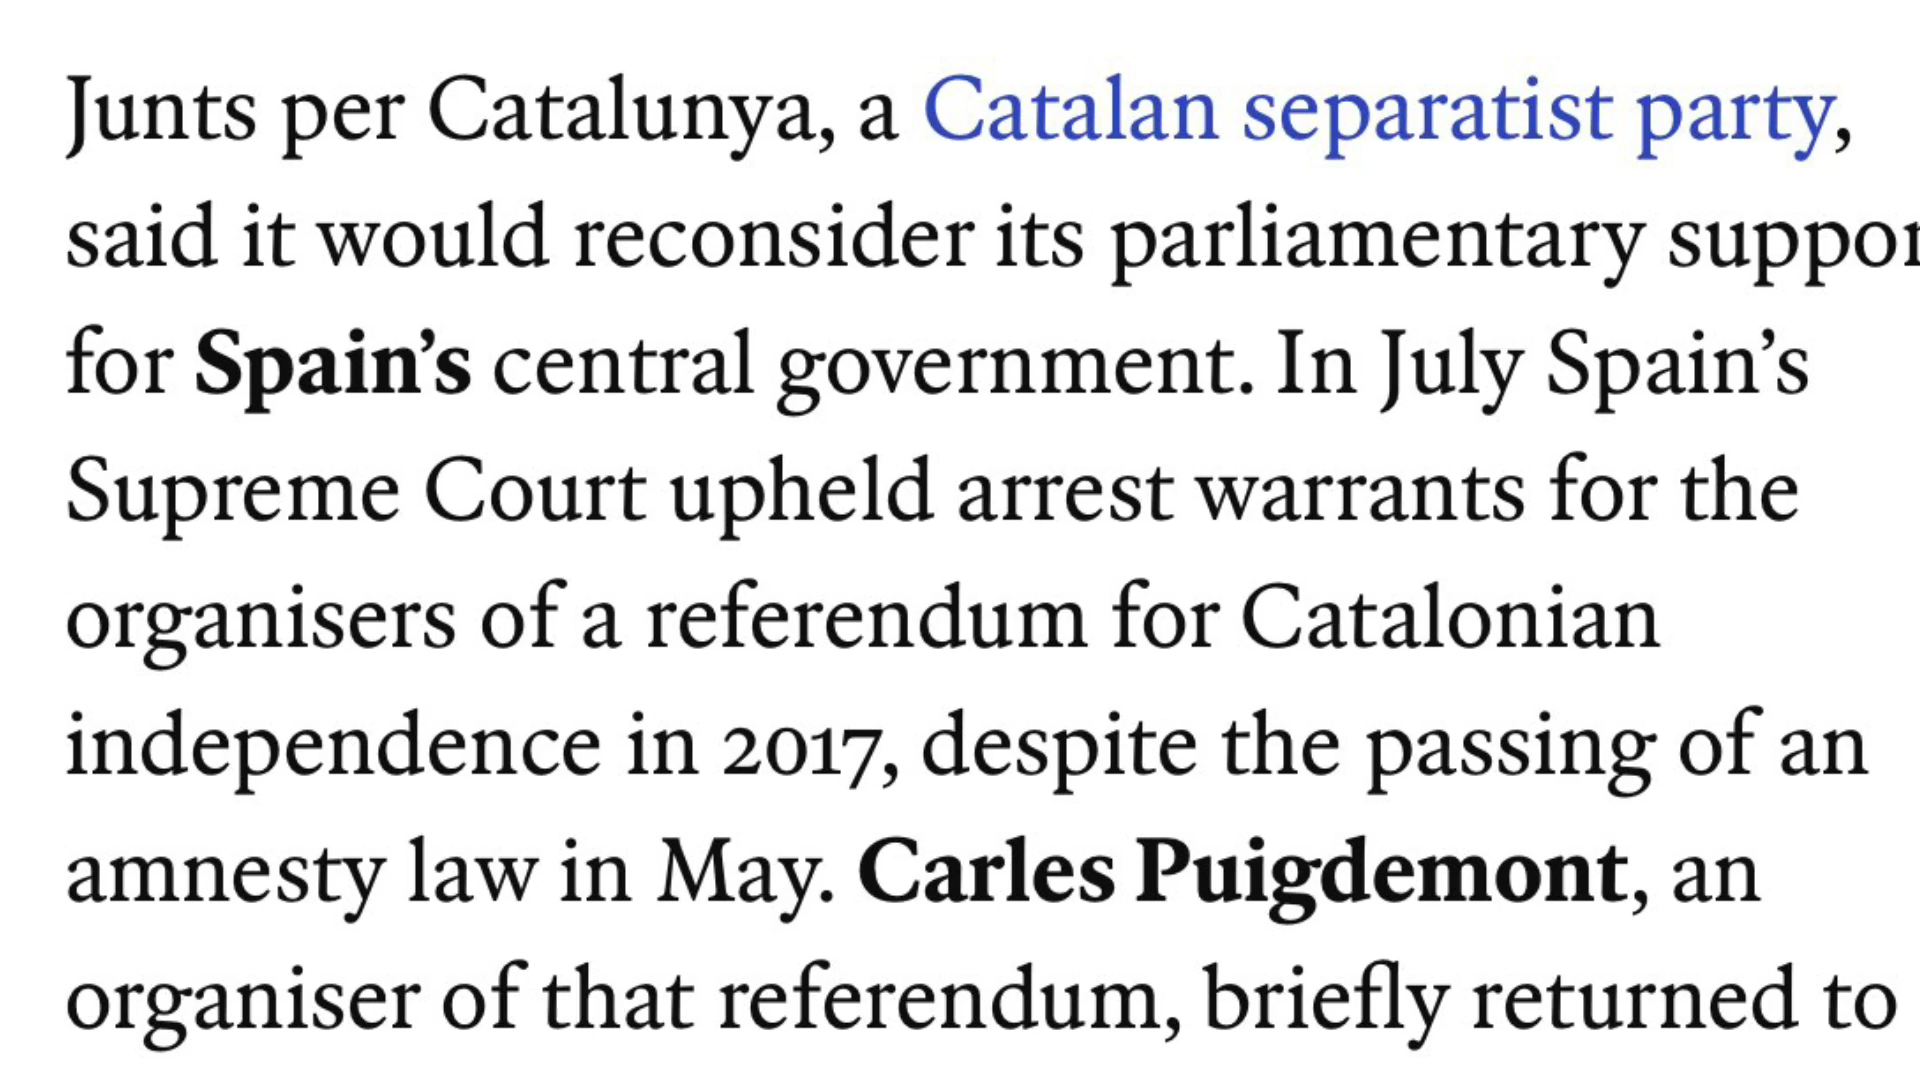 Junts per Catalunya, a Catalan separatist party,
said it would reconsider its parliamentary suppor
for Spain’s central government. In July Spain’s
Supreme Court upheld arrest warrants for the
organisers of a referendum for Catalonian
independence in 2017, despite the passing of an
amnesty law in May. Carles Puigdemont, an
organiser of that referendum, briefly returned to